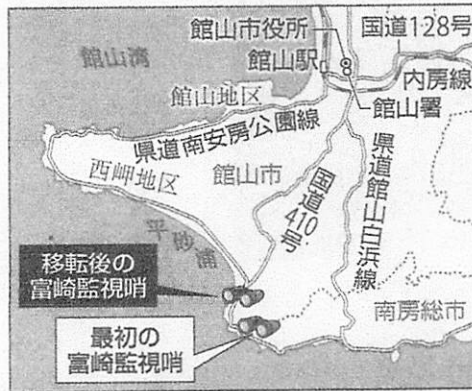 館山市役所
国道128号
館山湾
館山駅
内房線
館山地区
館山署
県道南安房公園線
西岬地区
館山市
国道410号
県道館山白浜線
平砂浦
移転後の
富崎監視哨
南房総市
最初の
富崎監視哨